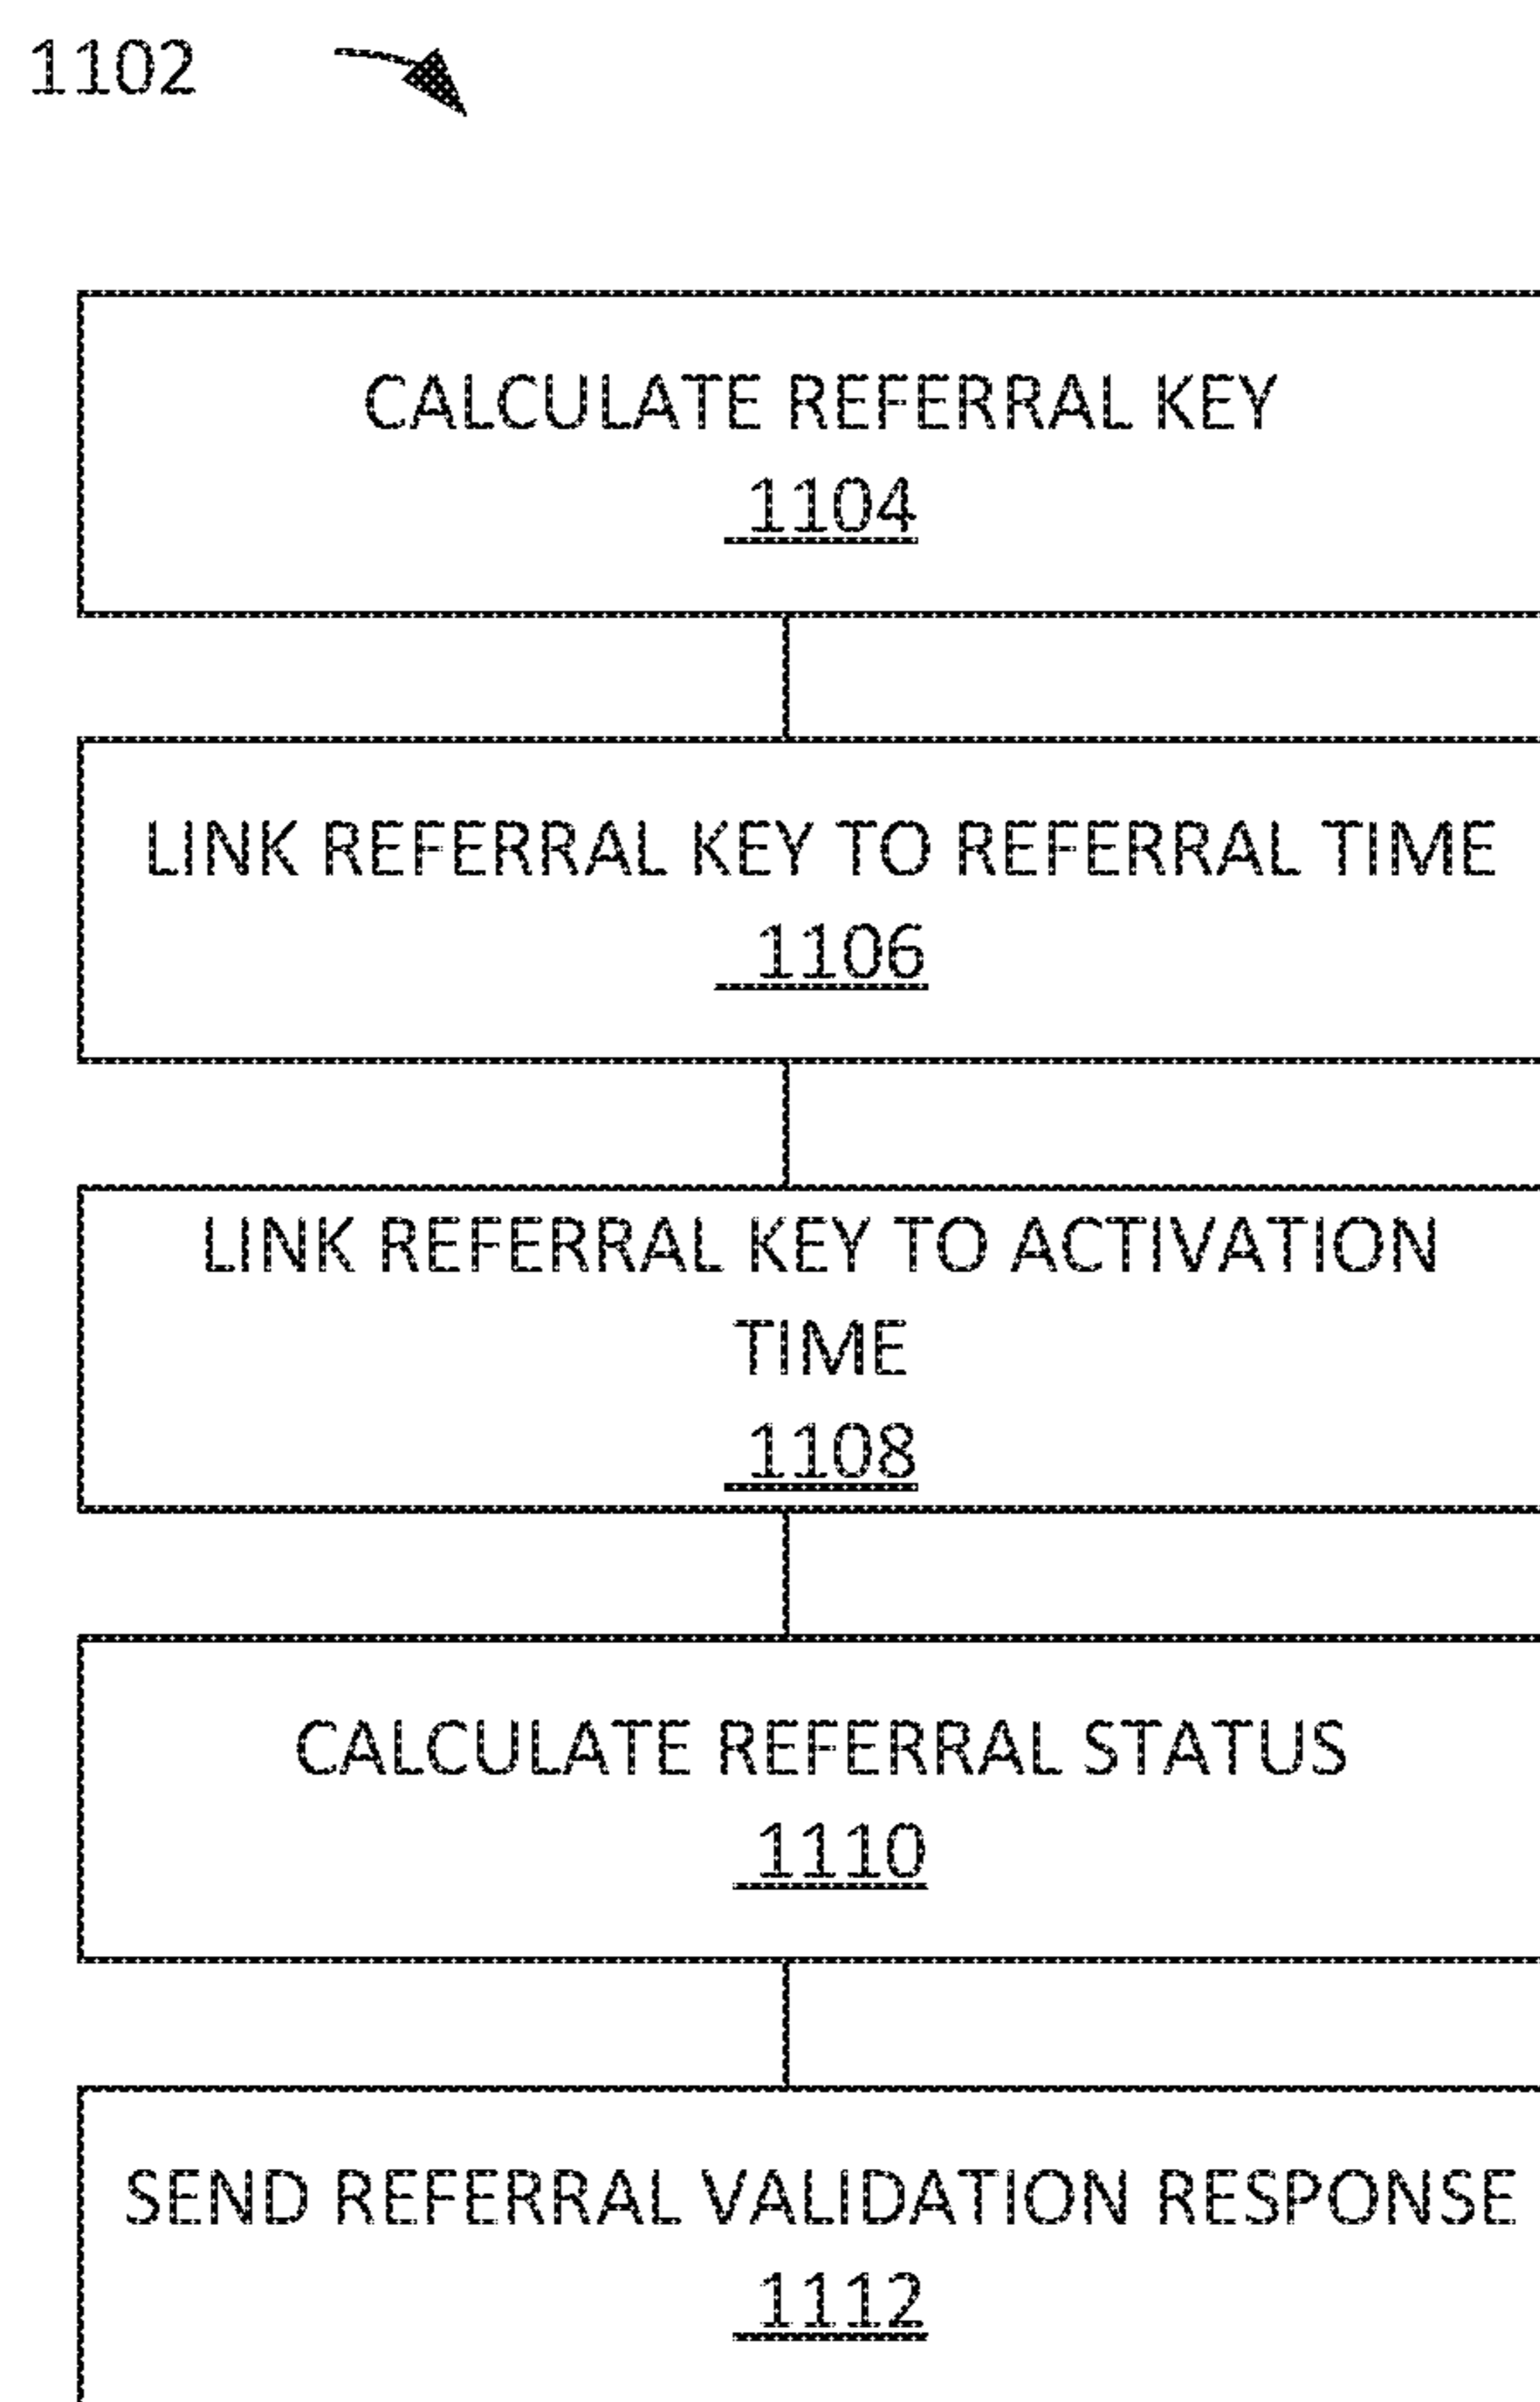 1102
CALCULATE REFERRAL KEY
1104
LINK REFERRAL KEY TO REFERRAL TIME
1106
LINK REFERRAL KEY TO ACTIVATION
TIME
1108
CALCULATE REFERRAL STATUS
1110
SEND REFERRAL VALIDATION RESPONSE
1112